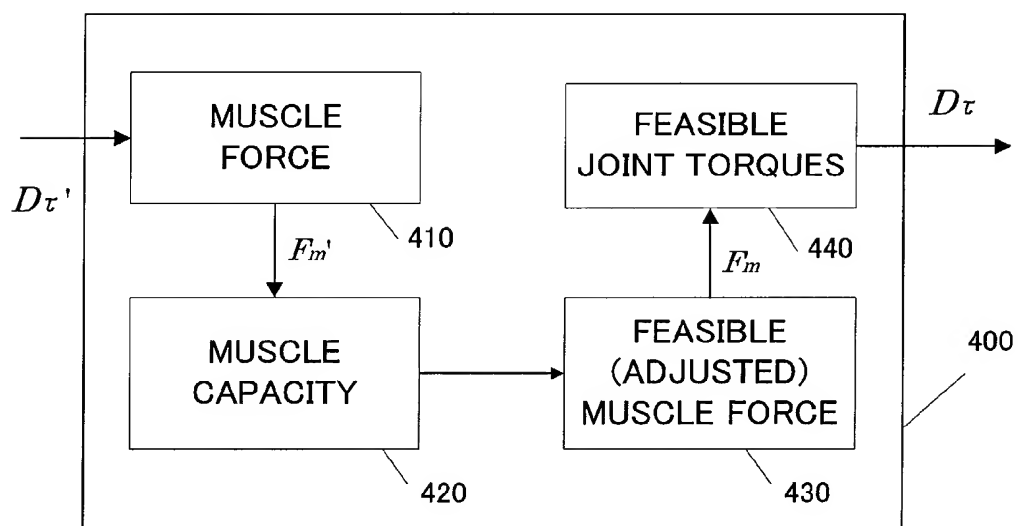 MUSCLE
FORCE
FEASIBLE
JOINT TORQUES
Dτ
Dτ'
410
440
Fm'
Fm
MUSCLE
CAPACITY
FEASIBLE
(ADJUSTED)
MUSCLE FORCE
400
420
430